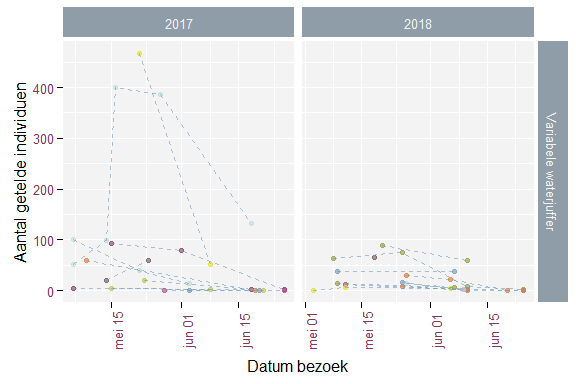 2017
2018
Aantal getelde individuen
400
300
200
100
0
Variabele waterjuffer
mei 15
jun 01
jun 15
mei 01
mei 15
jun 01
jun 15
Datum bezoek